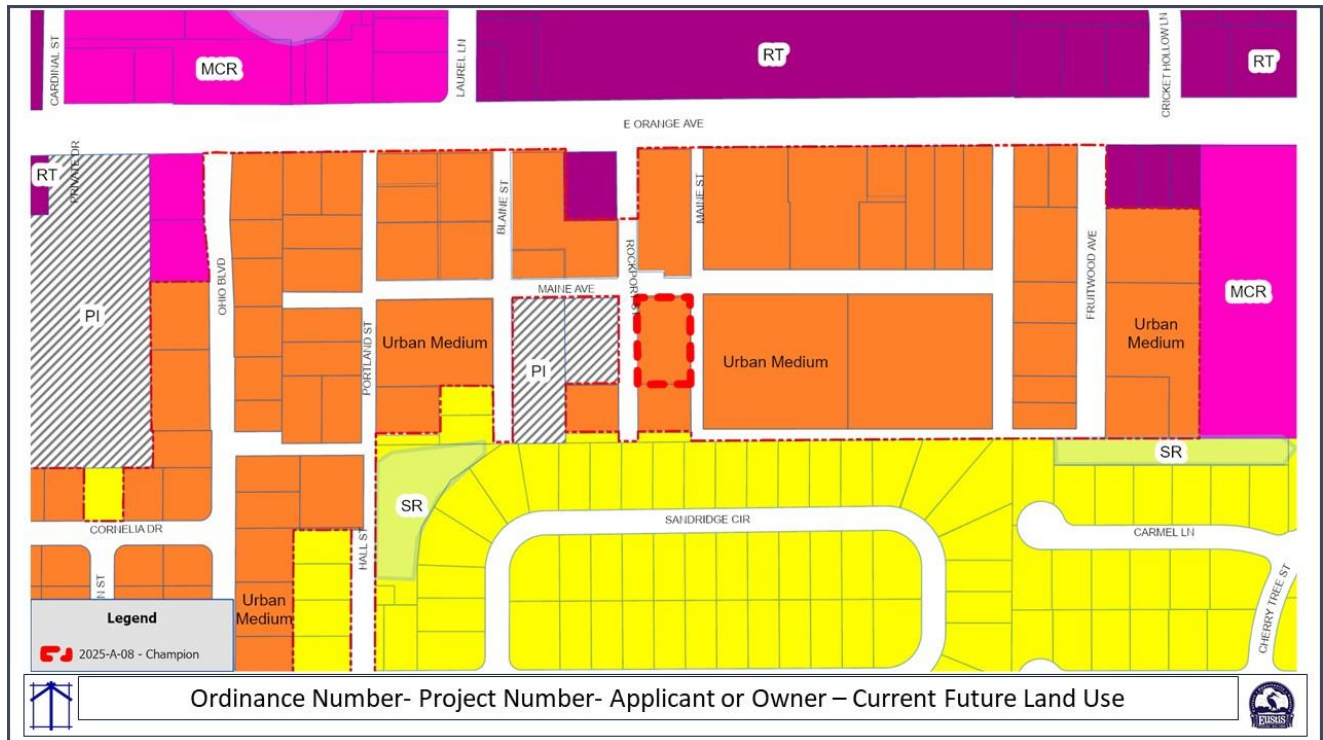 CARDINAL ST
MCR
LAUREL LN
RT
CRICKET HOLLOW LN
RT
E ORANGE AVE
RT
PRIVATE DR
PI
OHIO BLVD
PORTLAND ST
Urban Medium
BLAINE ST
MAINE AVE
PI
ROCKPORT ST
MAINE ST
Urban Medium
FRUITWOOD AVE
Urban
Medium
MCR
SR
SR
CORNELIA DR
N ST
HALL ST
SANDRIDGE CIR
CARMEL LN
CHERRY TREE ST
Urban
Medium
Legend
2025-A-08 - Champion
Ordinance Number- Project Number- Applicant or Owner – Current Future Land Use
EUSTIS